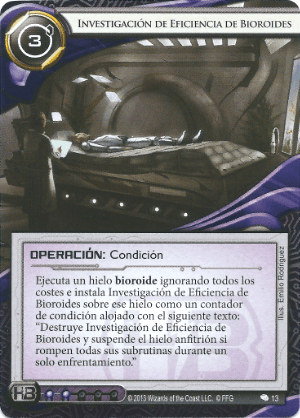 Investigación de Eficiencia de Bioroides
3
OPERACIÓN: Condición
Ejecuta un hielo bioroide ignorando todos los
costes e instala Investigación de Eficiencia de
Bioroides sobre ese hielo como un contador
de condición alojado con el siguiente texto:
“Destruye Investigación de Eficiencia de
Bioroides y suspende el hielo anfitrión si
rompen todas sus subrutinas durante un
solo enfrentamiento.”
Ilus. Emilio Rodriguez
HB
© 2013 Wizards of the Coast LLC. © FFG
13